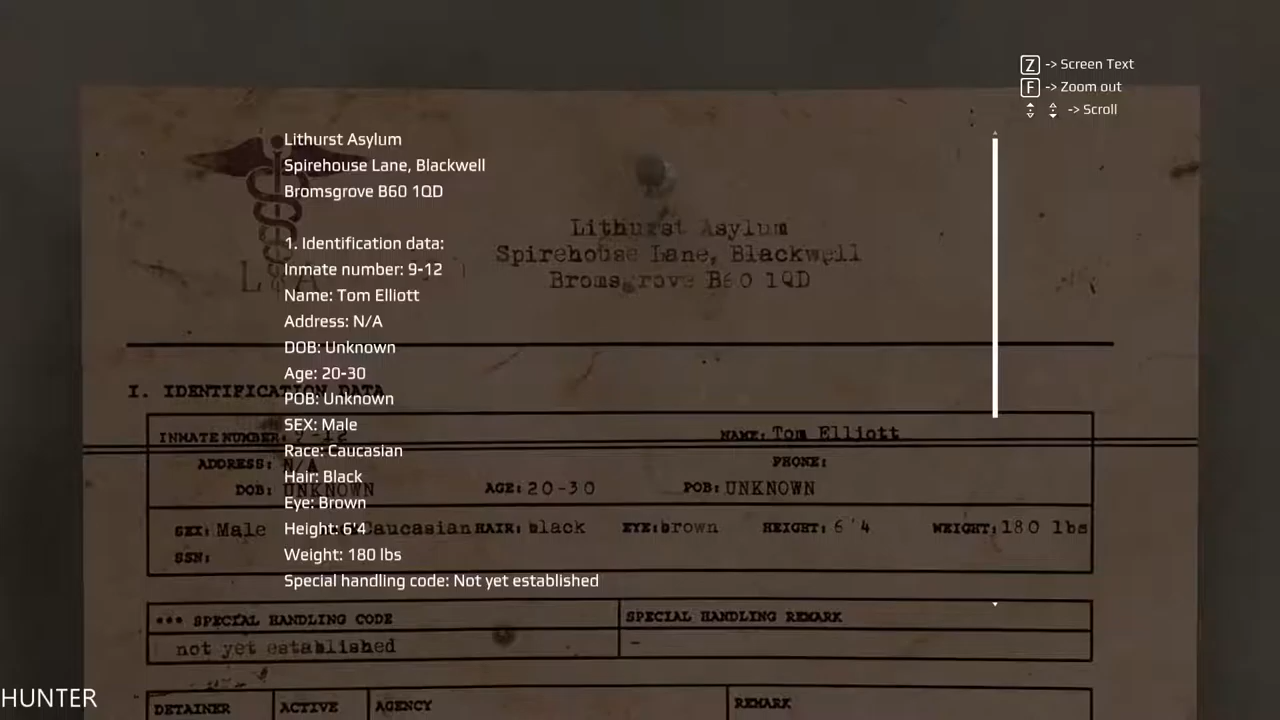 Z -> Screen Text
F -> Zoom out
-> Scroll
Lithurst Asylum
Spirehouse Lane, Blackwell
Bromsgrove B60 1QD
1. Identification data:
Inmate number: 9-12
Name: Tom Elliott
Address: N/A
DOB: Unknown
Age: 20-30
POB: Unknown
SEX: Male
Race: Caucasian
Hair: Black
Eye: Brown
Height: 6'4
Weight: 180 lbs
Special handling code: Not yet established
L A
Lithurst Asylum
Spirehouse Lane, Blackwell
Bromsgrove B60 1QD
I. IDENTIFICATION DATA
INMATE NUMBER: 9-12 NAME: Tom Elliott
ADDRESS: N/A PHONE:
DOB: UNKNOWN AGE: 20-30 POB: UNKNOWN
SEX: Male Caucasian HAIR: black EYE: brown HEIGHT: 6'4 WEIGHT: 180 lbs
SSN:
*** SPECIAL HANDLING CODE SPECIAL HANDLING REMARK
not yet established -
DETAINER ACTIVE AGENCY REMARK
HUNTER